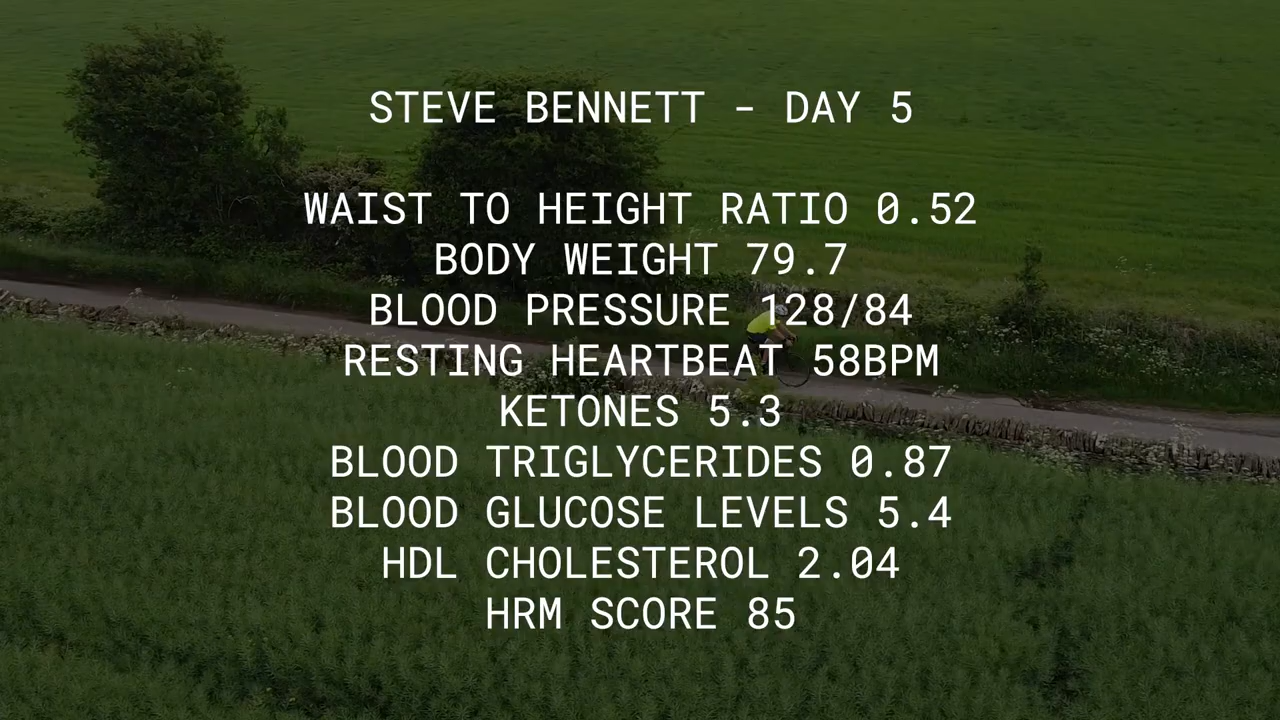 STEVE BENNETT - DAY 5
WAIST TO HEIGHT RATIO 0.52
BODY WEIGHT 79.7
BLOOD PRESSURE 128/84
RESTING HEARTBEAT 58BPM
KETONES 5.3
BLOOD TRIGLYCERIDES 0.87
BLOOD GLUCOSE LEVELS 5.4
HDL CHOLESTEROL 2.04
HRM SCORE 85